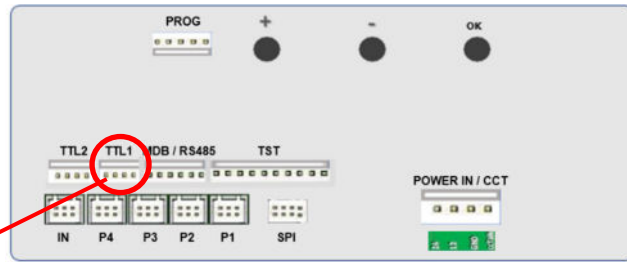 PROG + - OK
TTL2 TTL1 MDB / RS485 TST
POWER IN / CCT
IN P4 P3 P2 P1 SPI